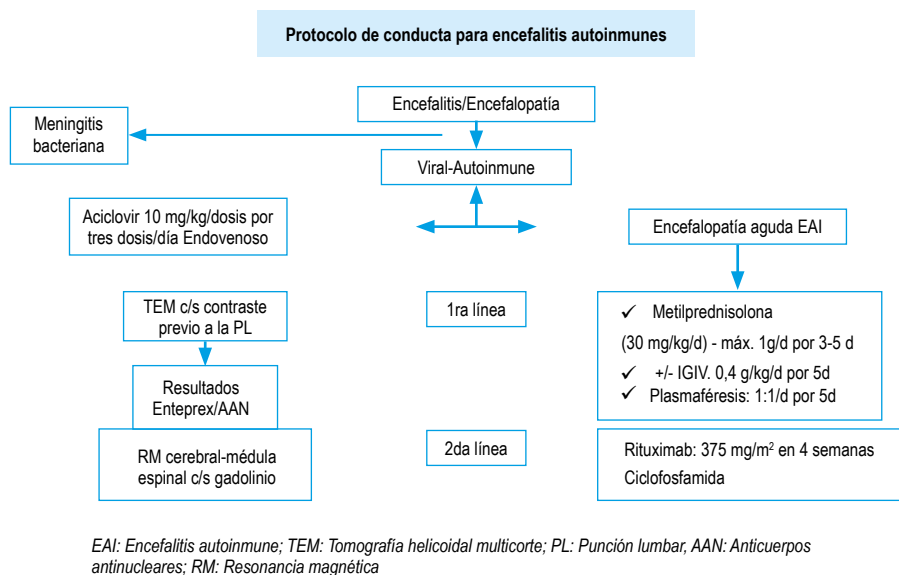 Protocolo de conducta para encefalitis autoinmunes
Encefalitis/Encefalopatía
Meningitis
bacteriana
Viral-Autoinmune
Aciclovir 10 mg/kg/dosis por
tres dosis/día Endovenoso
Encefalopatía aguda EAI
TEM c/s contraste
previo a la PL
1ra línea
✓ Metilprednisolona
(30 mg/kg/d) - máx. 1g/d por 3-5 d
✓ +/- IGIV. 0,4 g/kg/d por 5d
✓ Plasmaféresis: 1:1/d por 5d
Resultados
Enteprex/AAN
RM cerebral-médula
espinal c/s gadolinio
2da línea
Rituximab: 375 mg/m² en 4 semanas
Ciclofosfamida
EAI: Encefalitis autoinmune; TEM: Tomografía helicoidal multicorte; PL: Punción lumbar, AAN: Anticuerpos
antinucleares; RM: Resonancia magnética